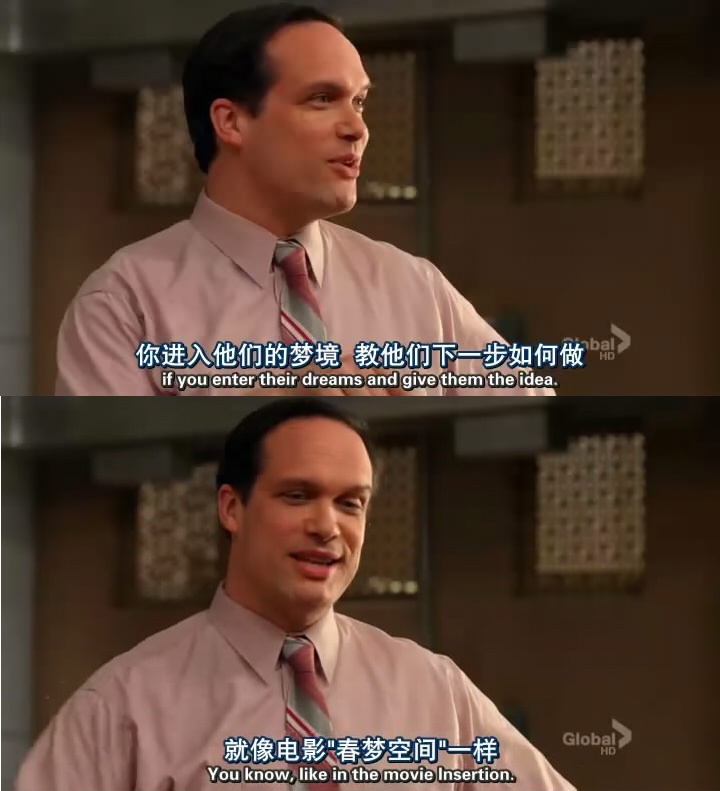 你进入他们的梦境 教他们下一步如何做
if you enter their dreams and give them the idea.
Global
HD
就像电影"春梦空间"一样
You know, like in the movie Insertion.
Global
HD